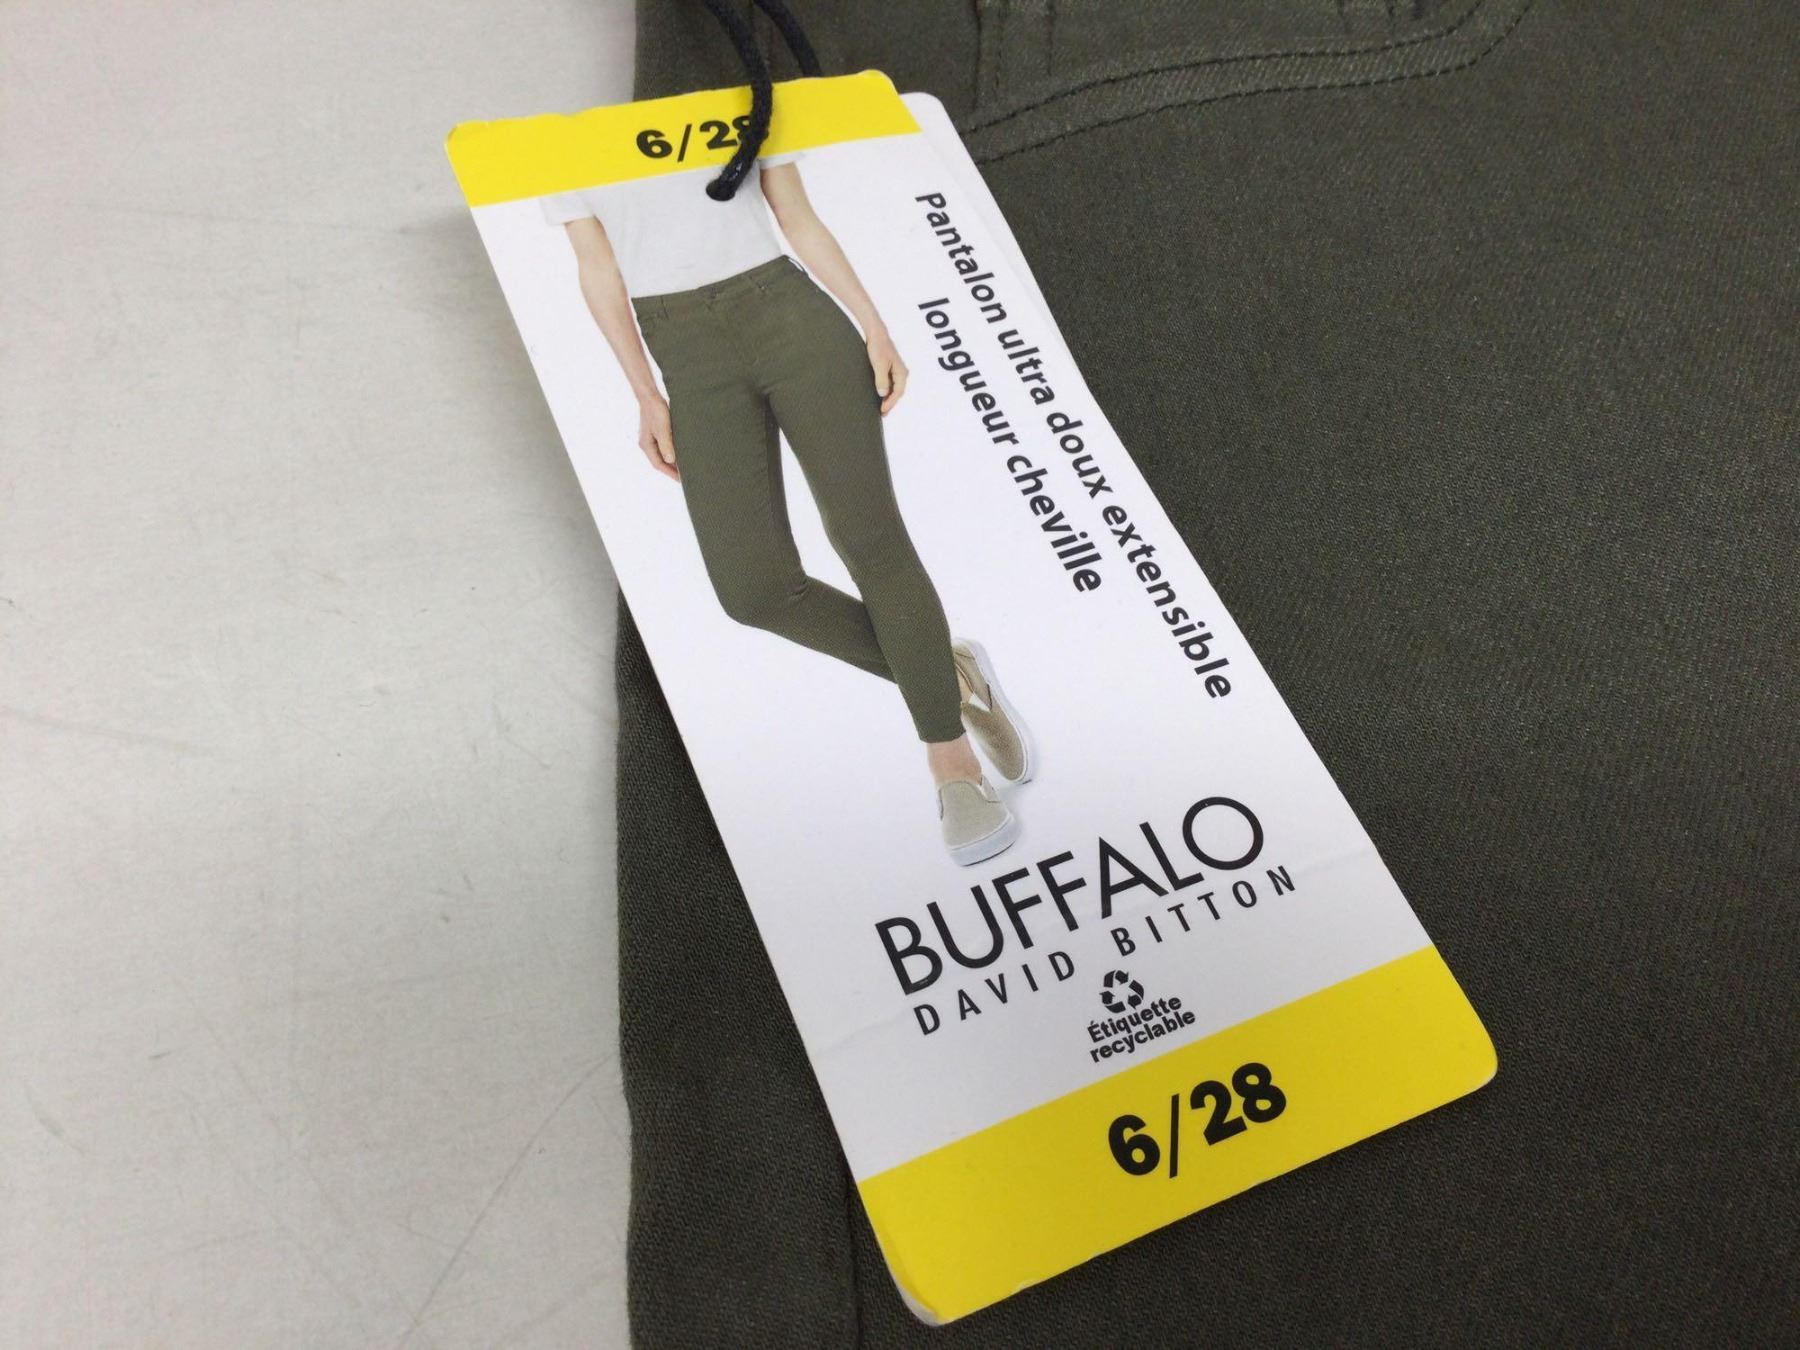 6/28
Pantalon ultra doux extensible
longueur cheville
BUFFALO
DAVID BITTON
Étiquette
recyclable
6/28